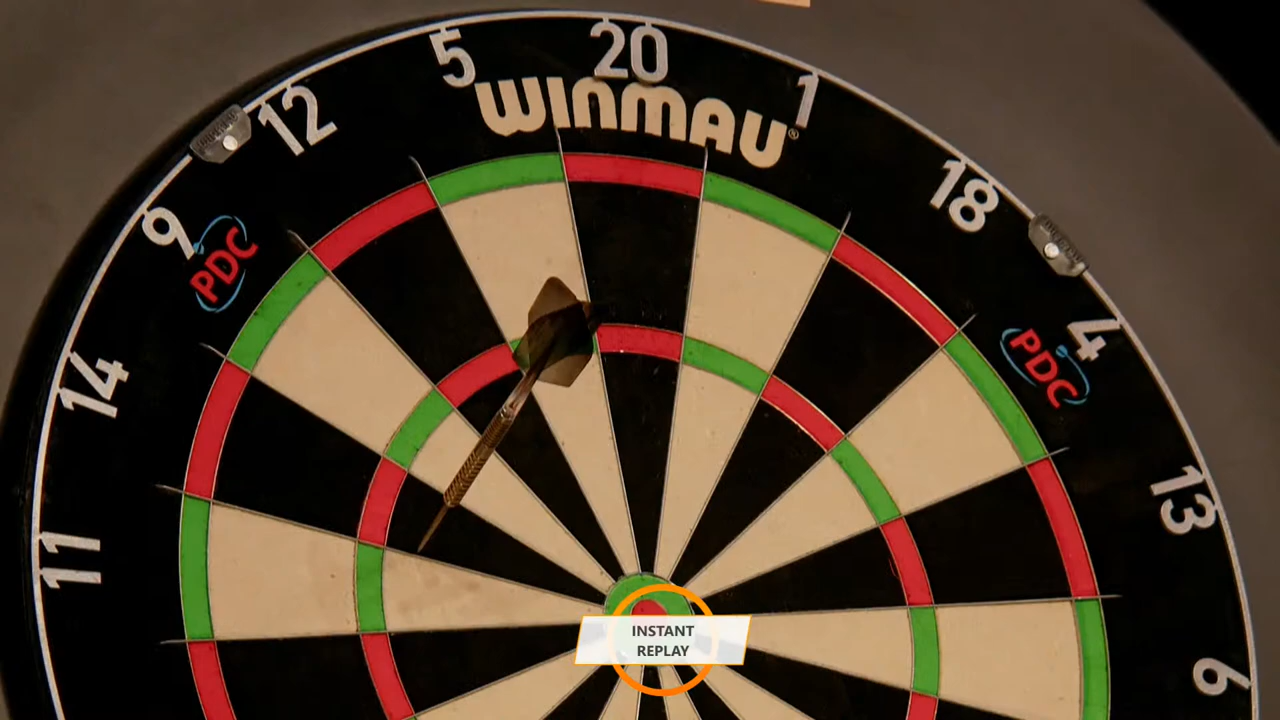 5 20 1
12 18
WINMAU®
9 PDC
PDC 4
14
13
11
6
INSTANT
REPLAY